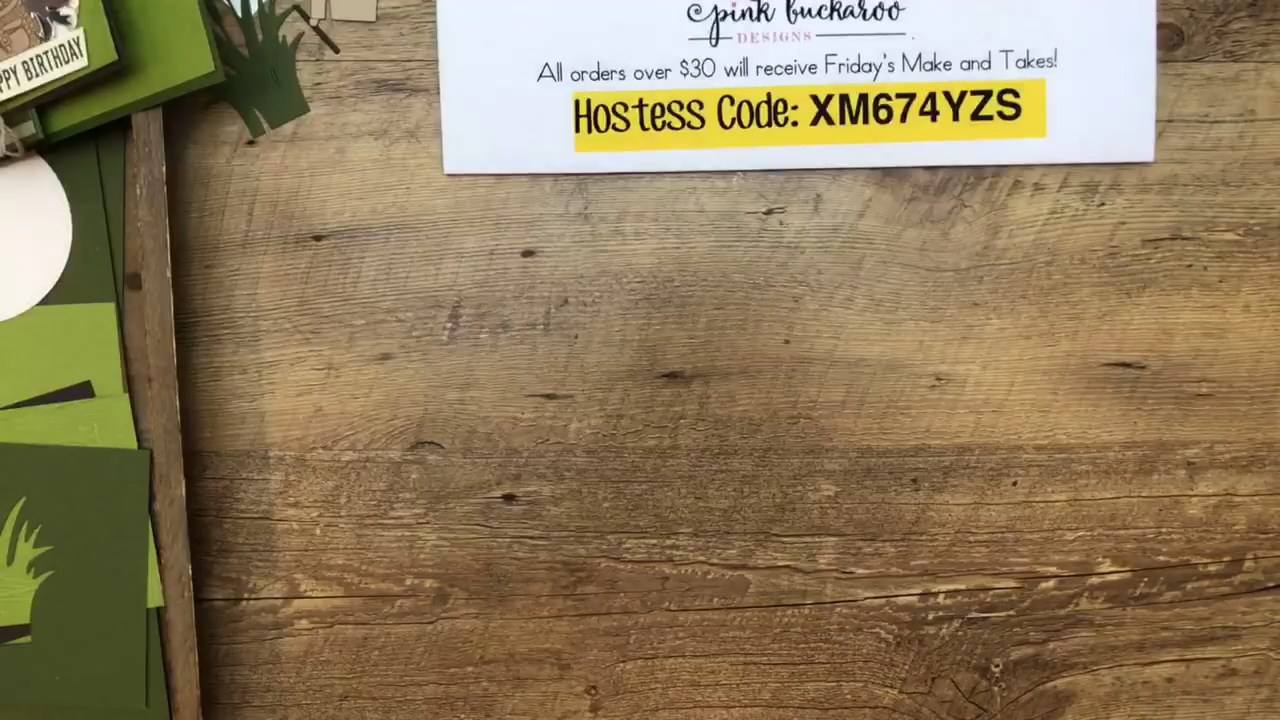 pink buckaroo
DESIGNS
All orders over $30 will receive Friday's Make and Takes!
Hostess Code: XM674YZS
PPY BIRTHDAY